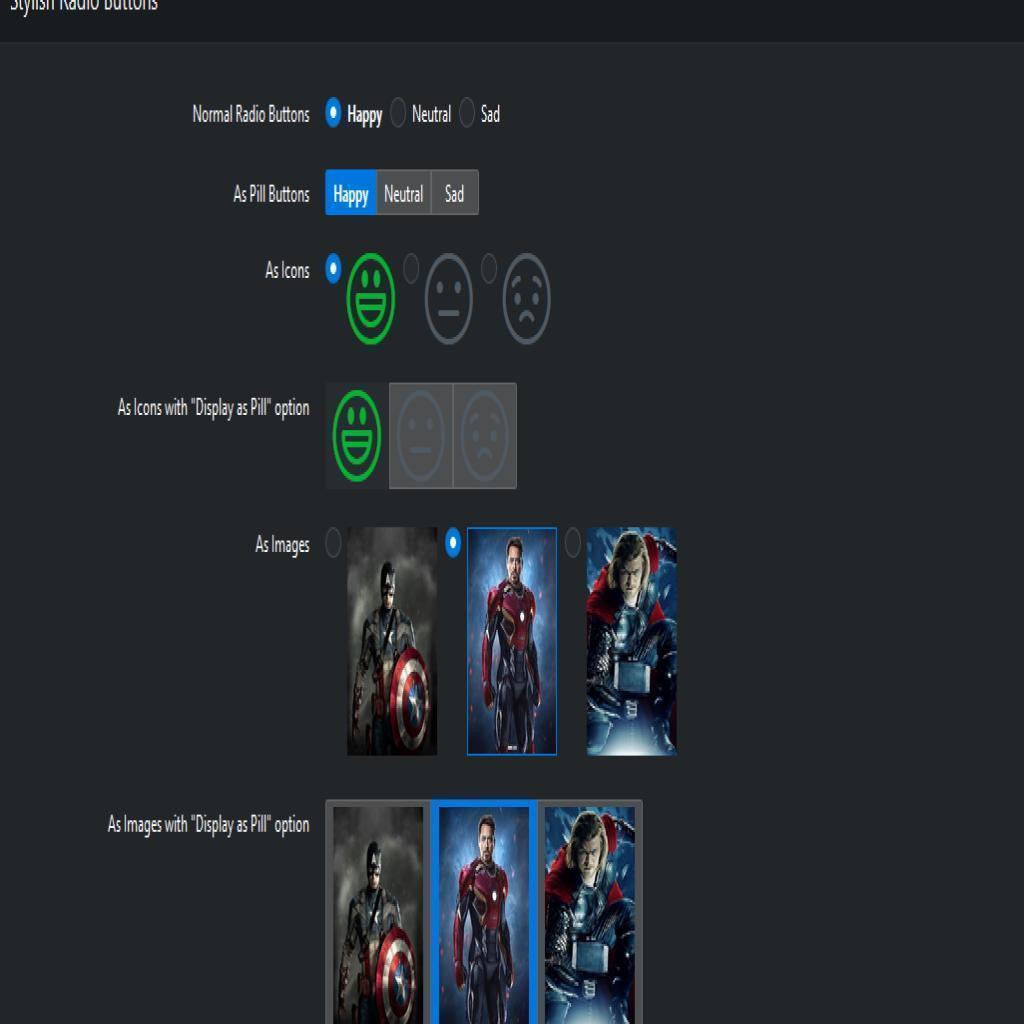 Stylish Radio Buttons
Normal Radio Buttons Happy Neutral Sad
As Pill Buttons Happy Neutral Sad
As Icons
As Icons with "Display as Pill" option
As Images
As Images with "Display as Pill" option